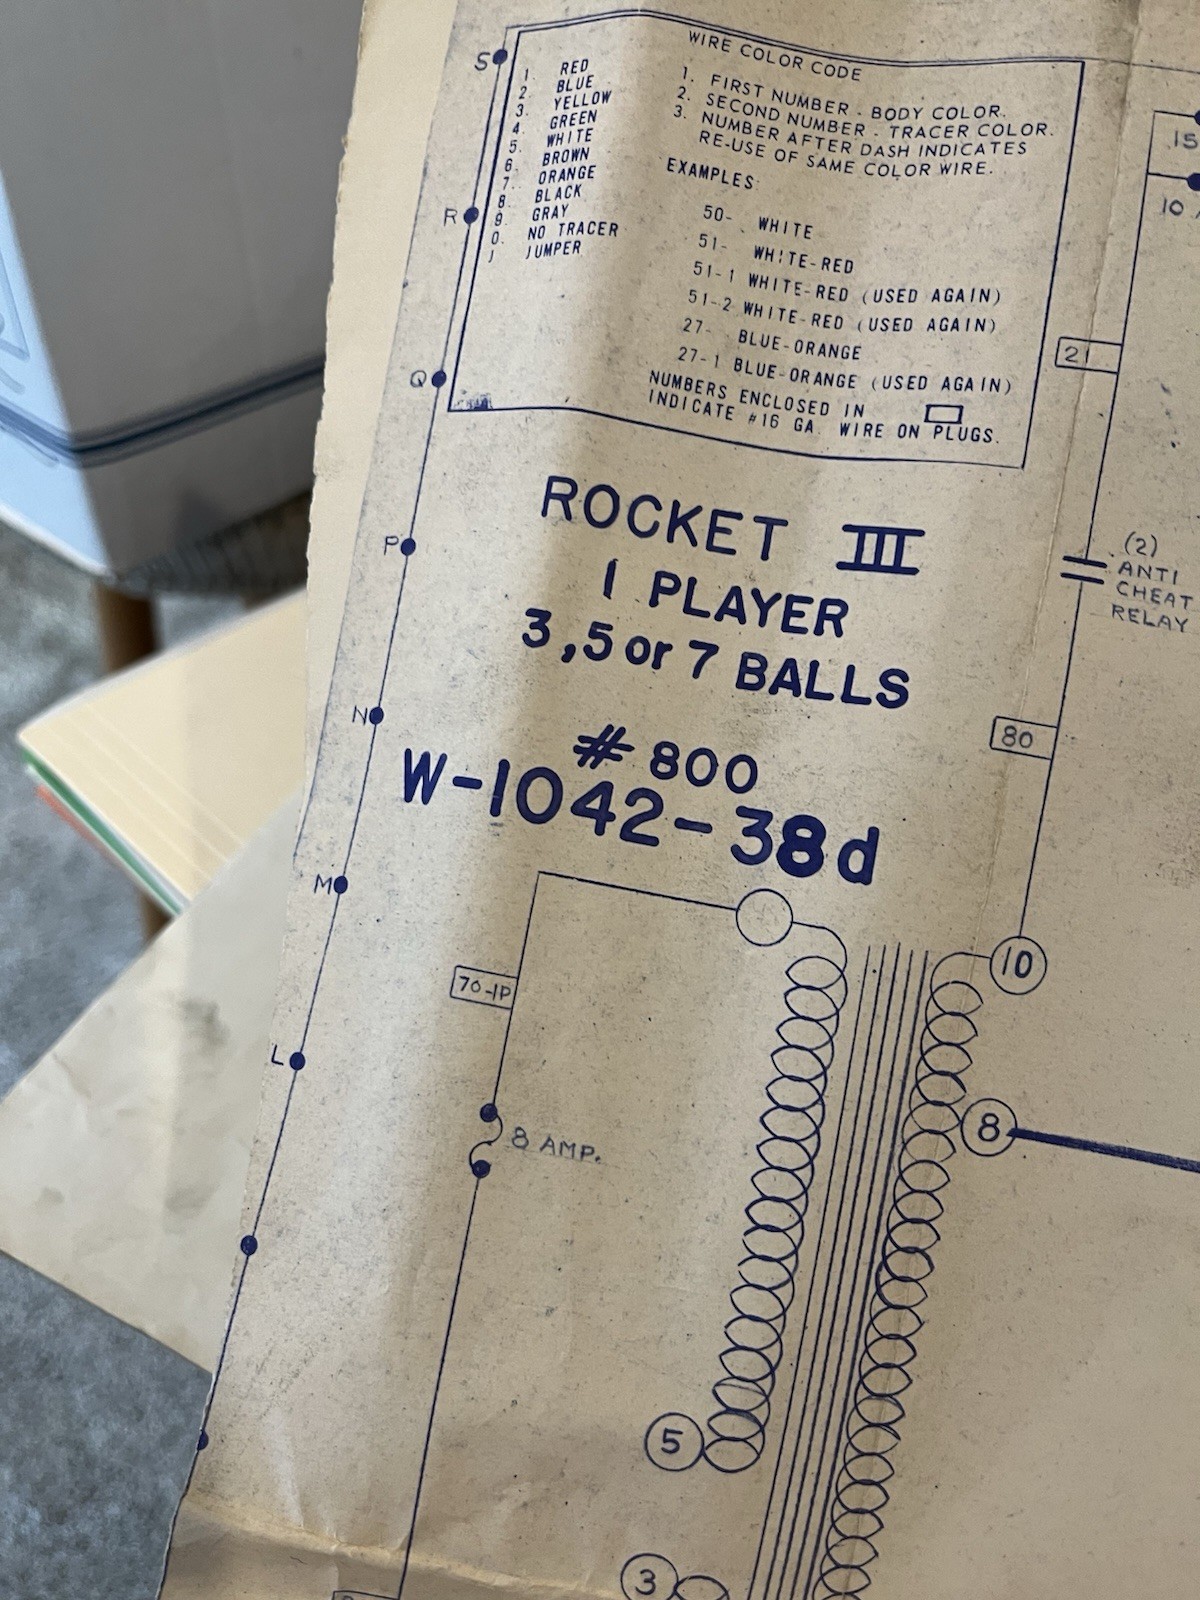 WIRE COLOR CODE
1. RED
2. BLUE
3. YELLOW
4. GREEN
5. WHITE
6. BROWN
7. ORANGE
8. BLACK
9. GRAY
0. NO TRACER
J JUMPER
1. FIRST NUMBER - BODY COLOR.
2. SECOND NUMBER - TRACER COLOR.
3. NUMBER AFTER DASH INDICATES
RE-USE OF SAME COLOR WIRE.
EXAMPLES:
50- WHITE
51- WHITE-RED
51-1 WHITE-RED (USED AGAIN)
51-2 WHITE-RED (USED AGAIN)
27- BLUE-ORANGE
27-1 BLUE-ORANGE (USED AGAIN)
NUMBERS ENCLOSED IN
INDICATE #16 GA. WIRE ON PLUGS.
S
R
Q
P
N
M
L
15
10
21
(2)
ANTI
CHEAT
RELAY
80
ROCKET III
1 PLAYER
3,5 or 7 BALLS
# 800
W-1042-38d
70-1P
8 AMP.
10
8
5
3